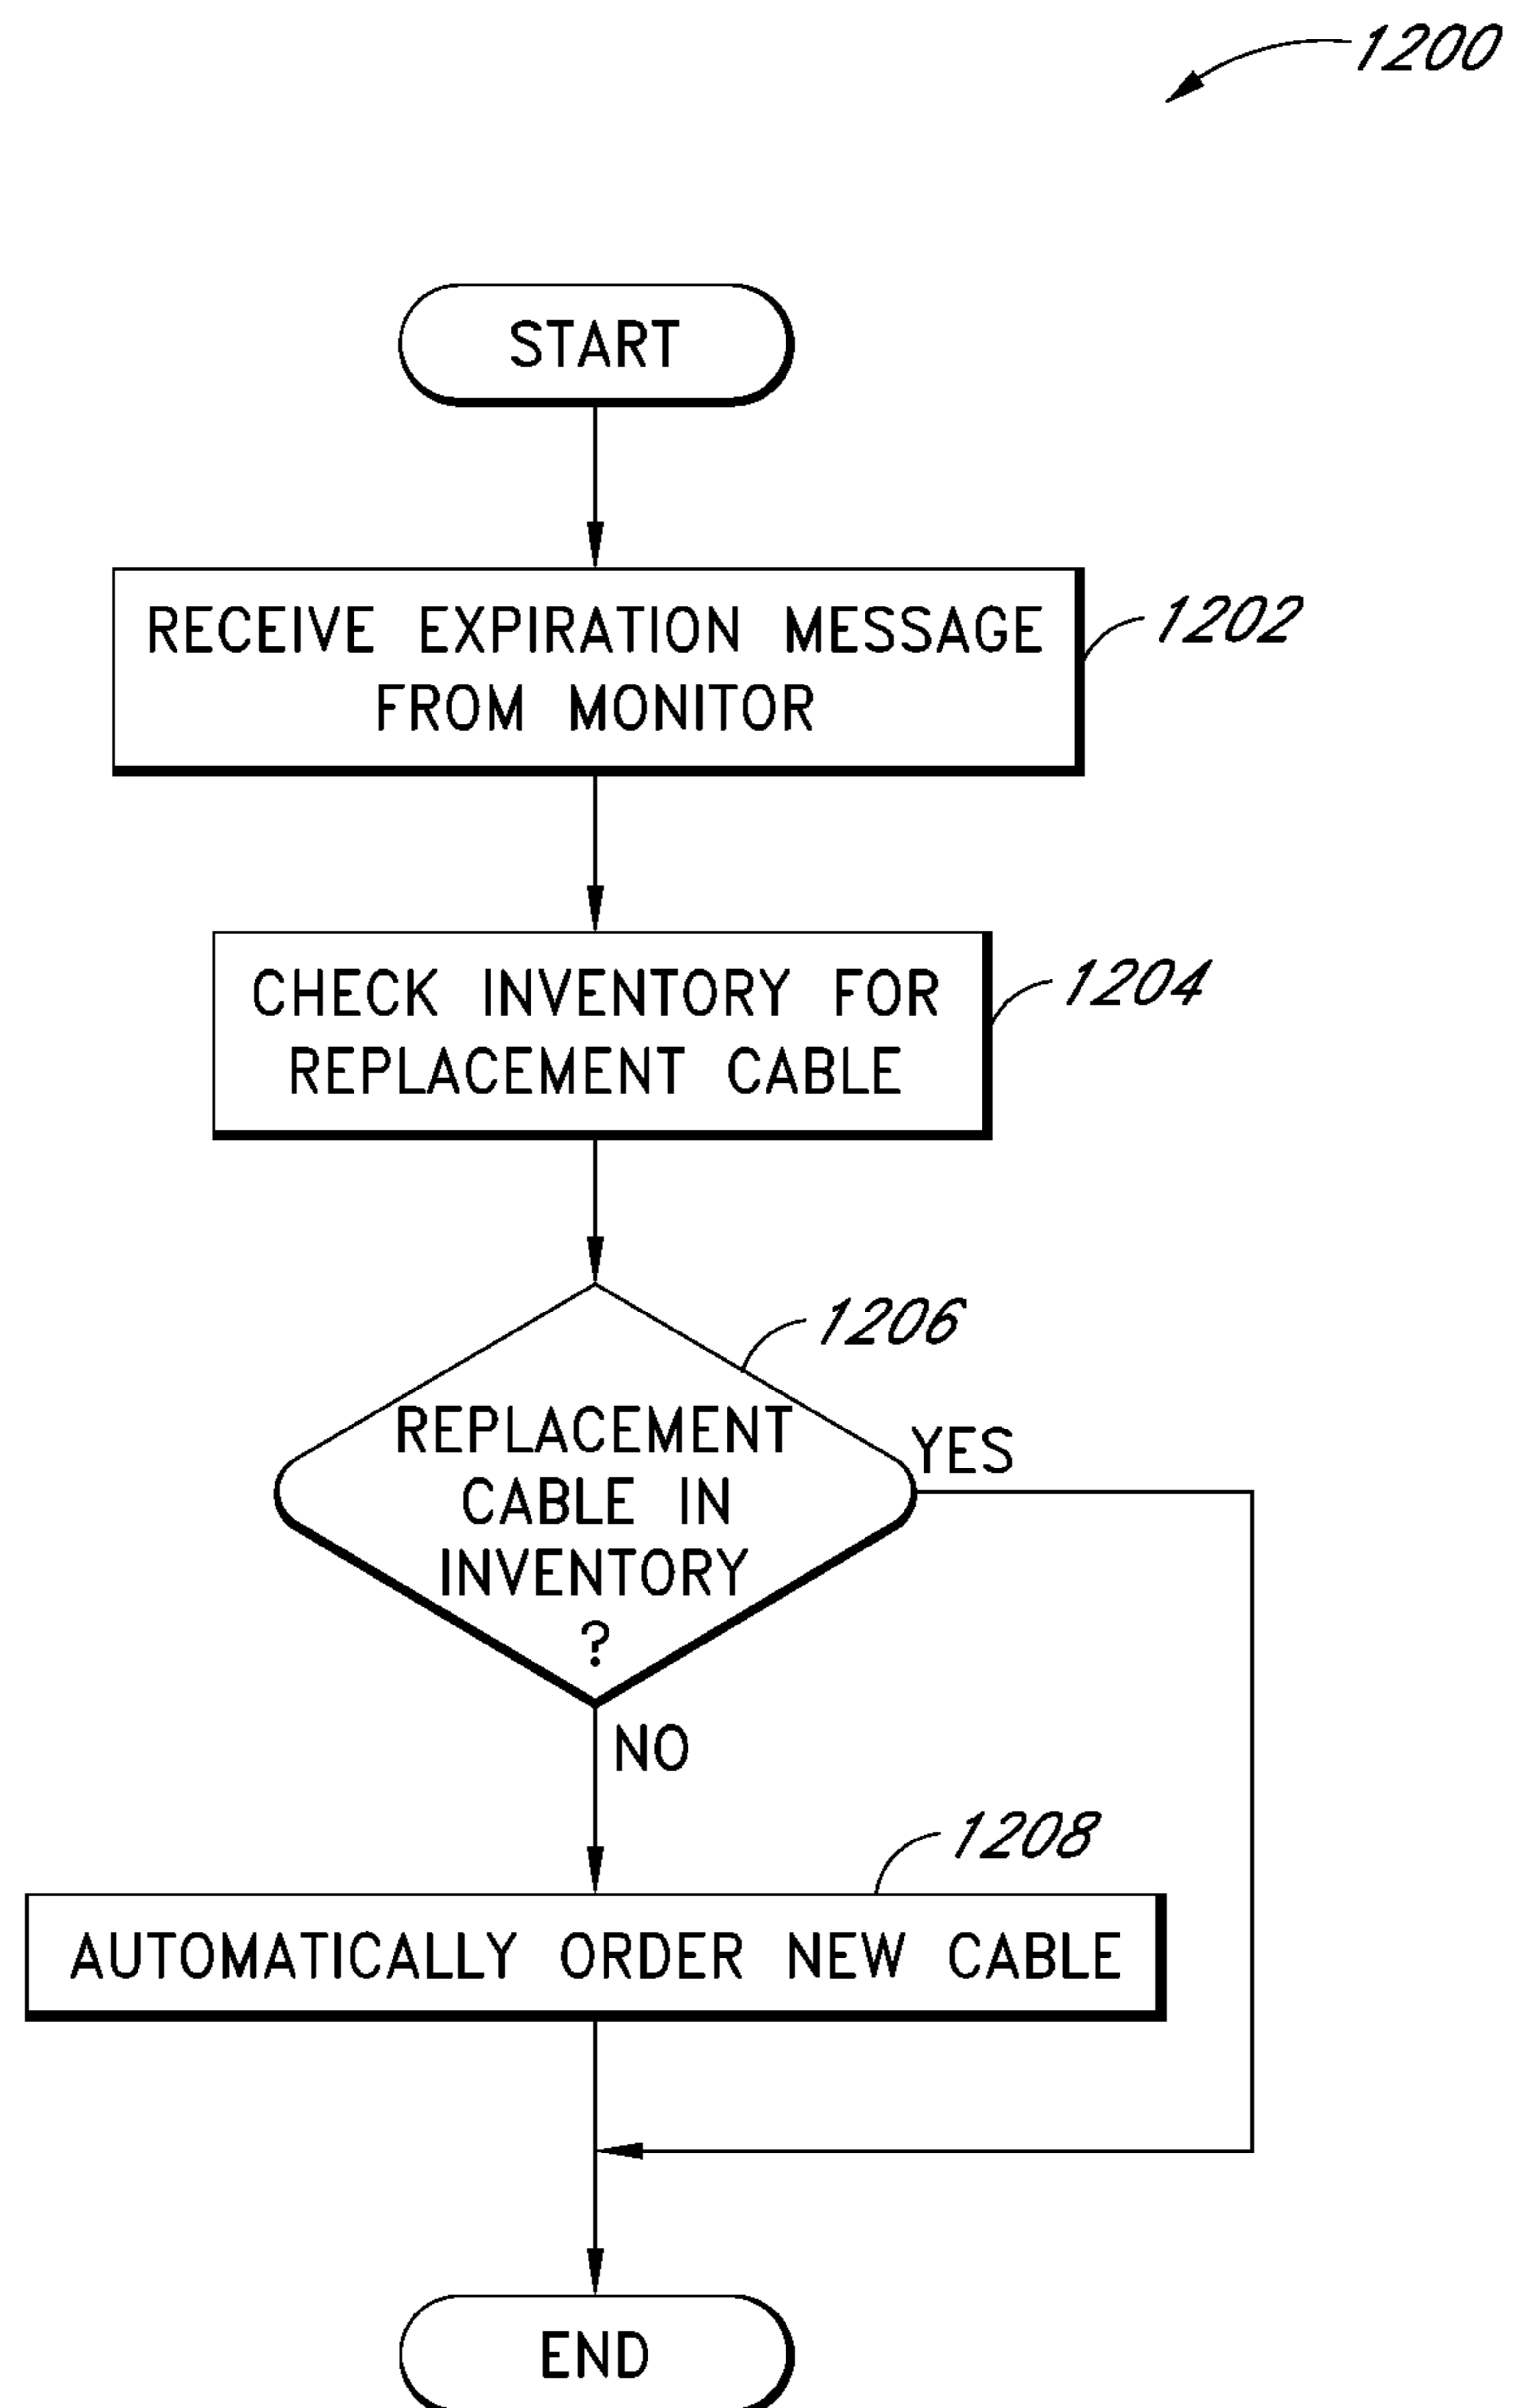 1200
START
RECEIVE EXPIRATION MESSAGE
FROM MONITOR
1202
CHECK INVENTORY FOR
REPLACEMENT CABLE
1204
1206
REPLACEMENT
CABLE IN
INVENTORY
?
YES
NO
1208
AUTOMATICALLY ORDER NEW CABLE
END